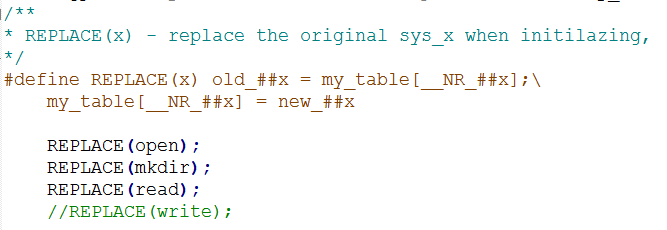 /**
* REPLACE(x) - replace the original sys_x when initilazing,
*/
#define REPLACE(x) old_##x = my_table[__NR_##x];\
my_table[__NR_##x] = new_##x
REPLACE(open);
REPLACE(mkdir);
REPLACE(read);
//REPLACE(write);